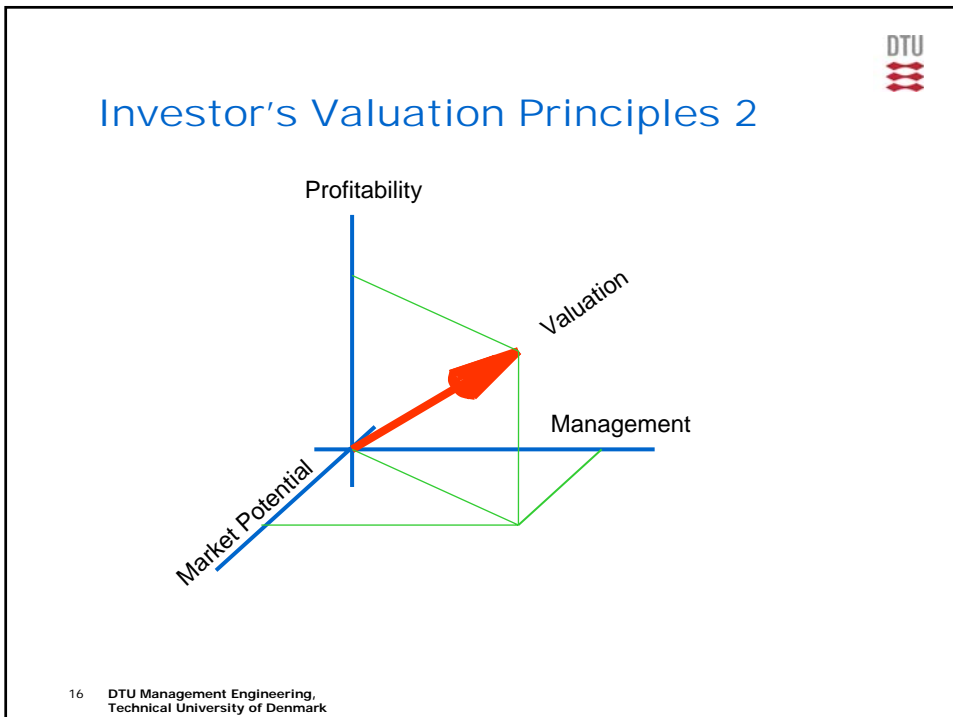 DTU
Investor's Valuation Principles 2
Profitability
Valuation
Management
Market Potential
16 DTU Management Engineering,
Technical University of Denmark